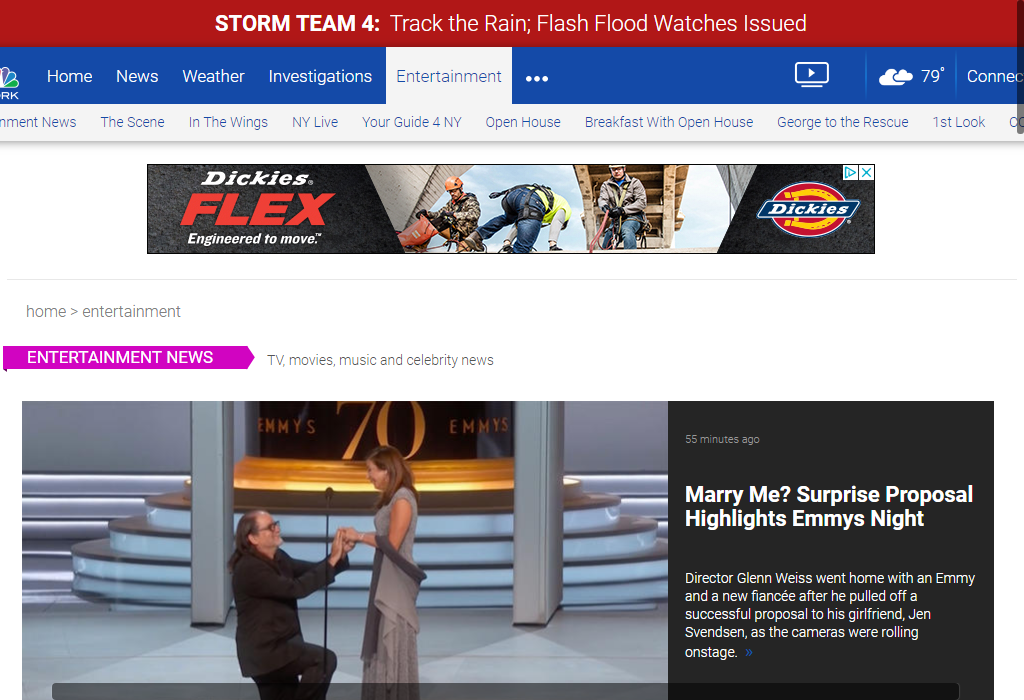 STORM TEAM 4: Track the Rain; Flash Flood Watches Issued
RK
Home News Weather Investigations Entertainment ••• 79° Connec
nment News The Scene In The Wings NY Live Your Guide 4 NY Open House Breakfast With Open House George to the Rescue 1st Look
Dickies®
FLEX
Engineered to move.™
Dickies®
home > entertainment
ENTERTAINMENT NEWS TV, movies, music and celebrity news
EMMYS 70 EMMYS
55 minutes ago
Marry Me? Surprise Proposal
Highlights Emmys Night
Director Glenn Weiss went home with an Emmy
and a new fiancée after he pulled off a
successful proposal to his girlfriend, Jen
Svendsen, as the cameras were rolling
onstage. »